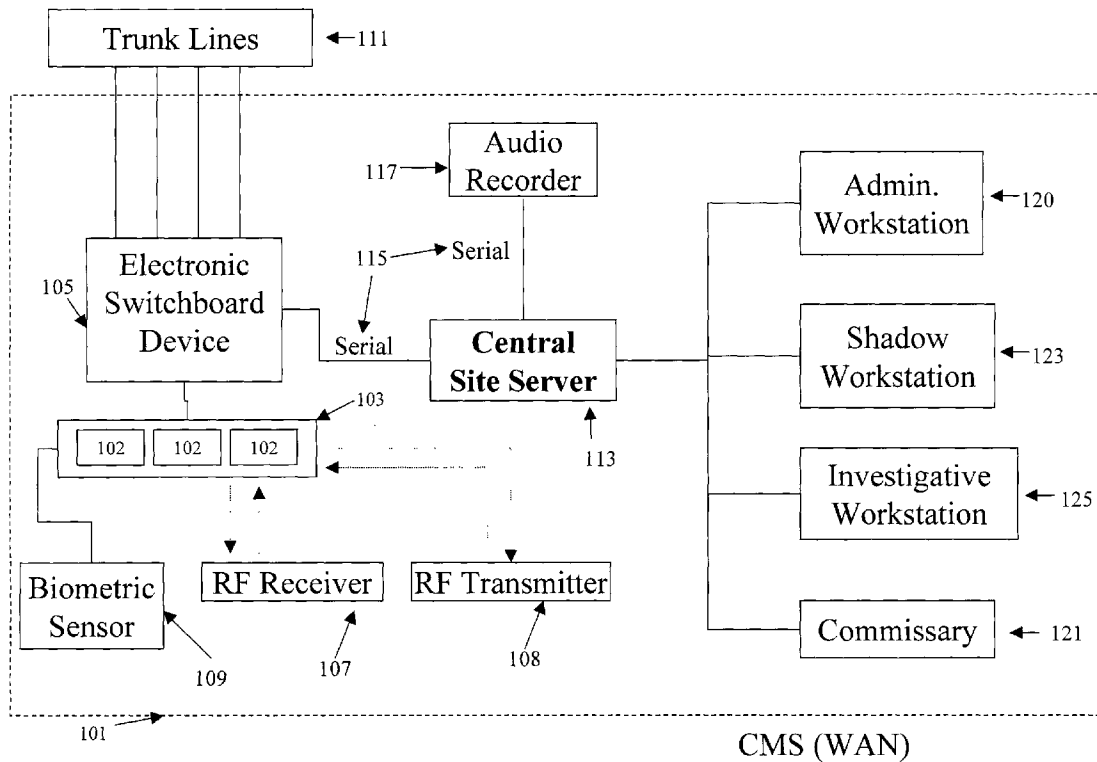 Trunk Lines
111
Audio
Recorder
117
Admin.
Workstation
120
115
Serial
Electronic
Switchboard
Device
105
Serial
Central
Site Server
113
Shadow
Workstation
123
103
102
102
102
Investigative
Workstation
125
Biometric
Sensor
109
RF Receiver
107
RF Transmitter
108
Commissary
121
101
CMS (WAN)